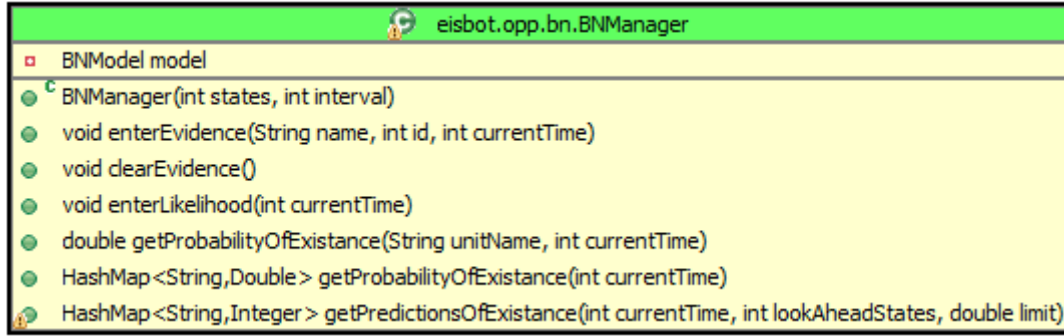 eisbot.opp.bn.BNManager
BNModel model
BNManager(int states, int interval)
void enterEvidence(String name, int id, int currentTime)
void clearEvidence()
void enterLikelihood(int currentTime)
double getProbabilityOfExistance(String unitName, int currentTime)
HashMap<String,Double> getProbabilityOfExistance(int currentTime)
HashMap<String,Integer> getPredictionsOfExistance(int currentTime, int lookAheadStates, double limit)